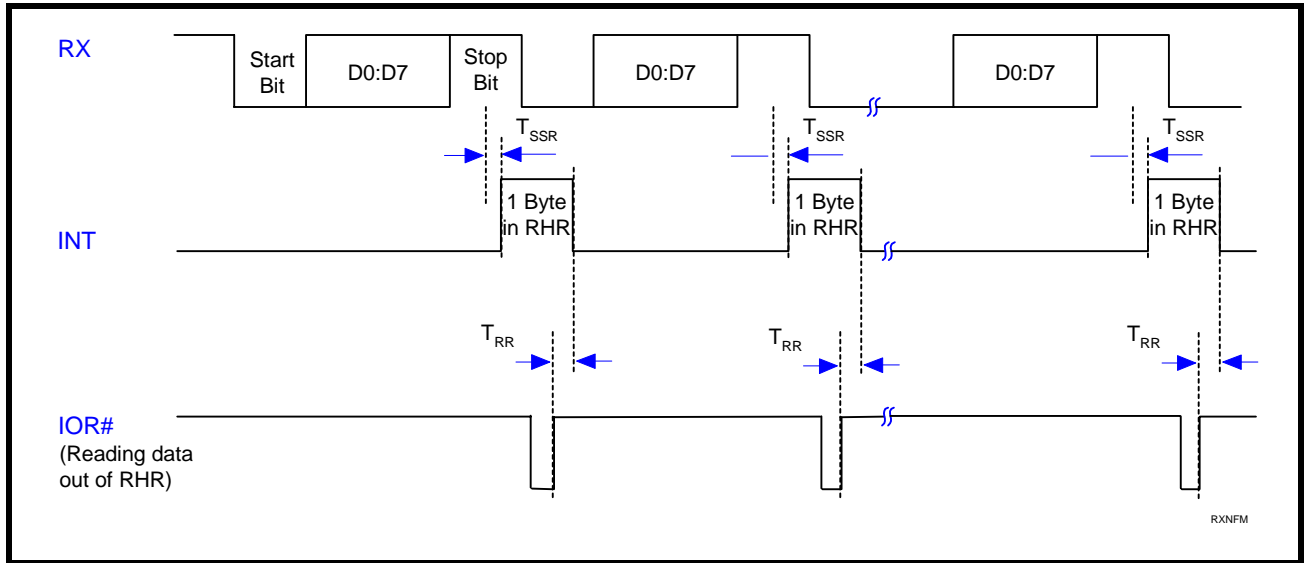 RX
Start
Bit
D0:D7
Stop
Bit
D0:D7
D0:D7
TSSR
TSSR
TSSR
INT
1 Byte
in RHR
1 Byte
in RHR
1 Byte
in RHR
TRR
TRR
TRR
IOR#
(Reading data
out of RHR)
RXNFM